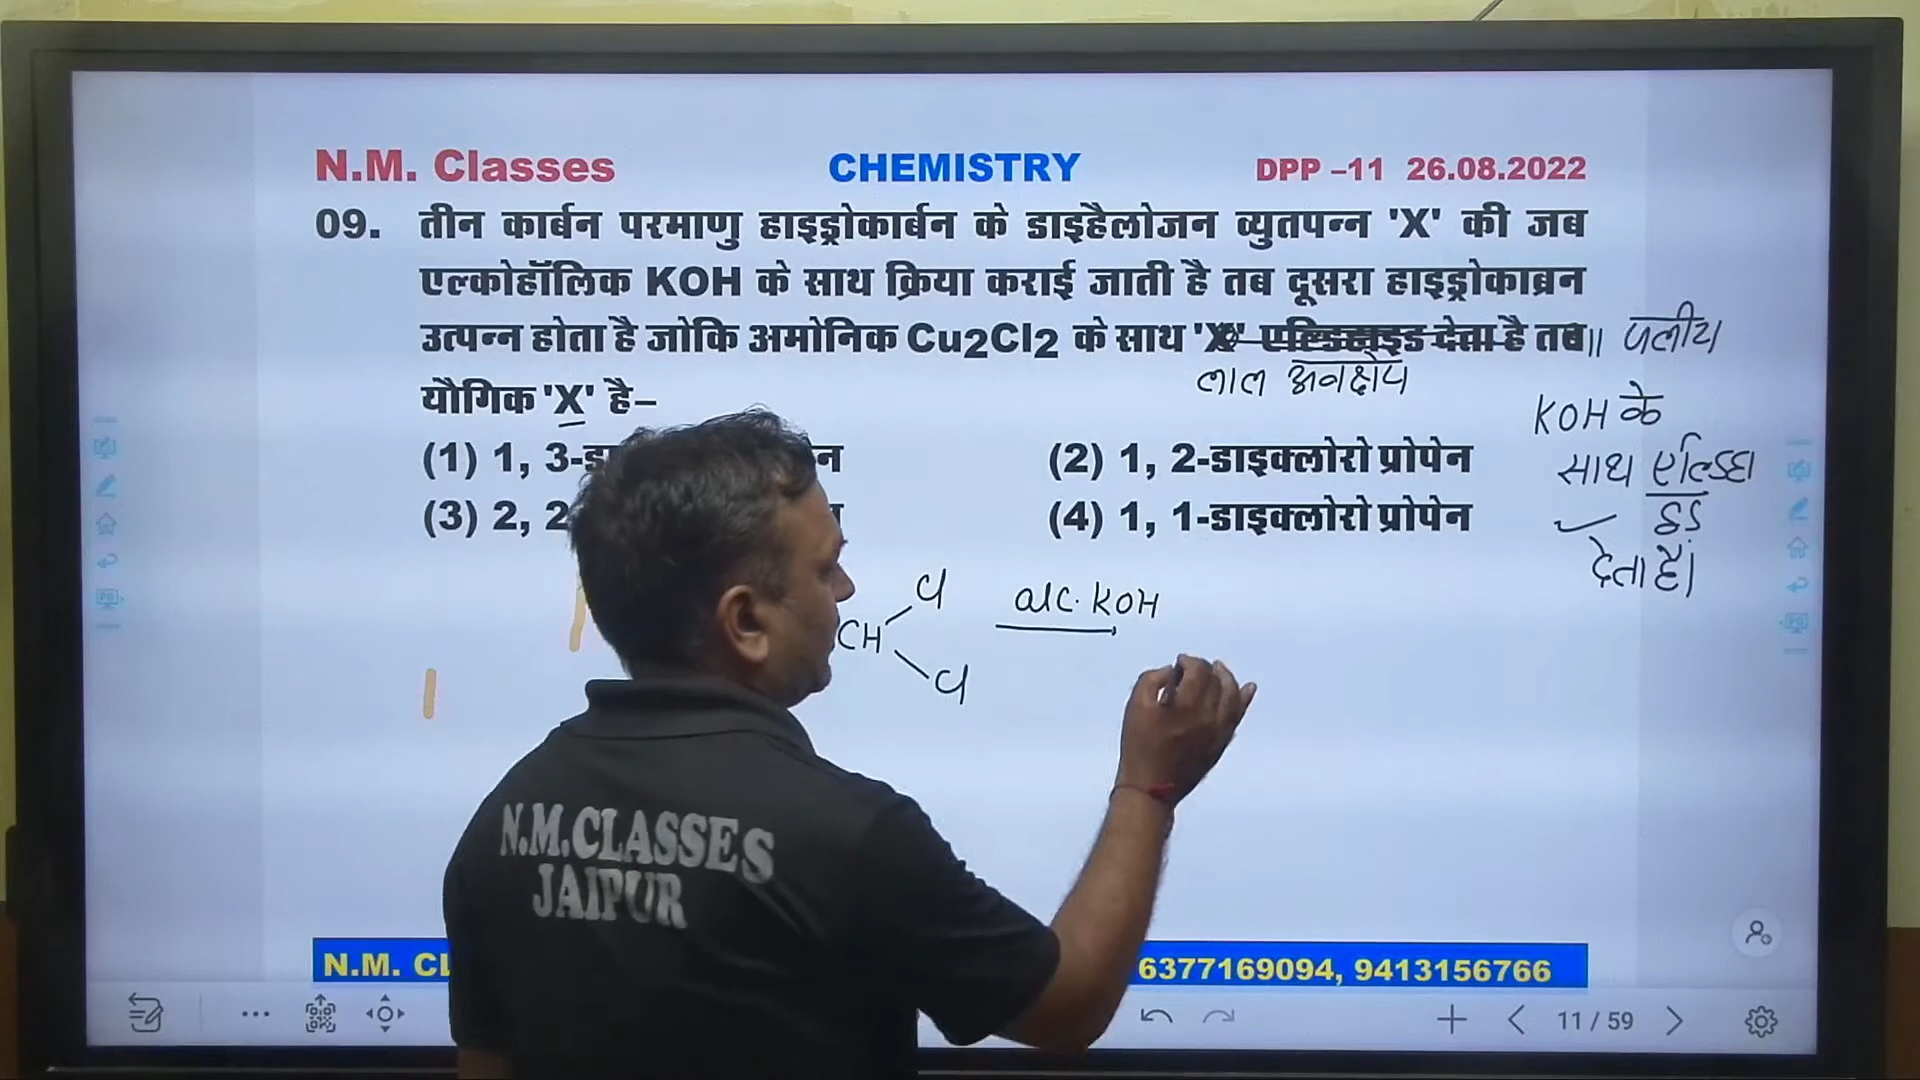 N.M. Classes CHEMISTRY DPP –11 26.08.2022
09. तीन कार्बन परमाणु हाइड्रोकार्बन के डाइहैलोजन व्युतपन्न 'X' की जब
एल्कोहॉलिक KOH के साथ क्रिया कराई जाती है तब दूसरा हाइड्रोकाब्रन
उत्पन्न होता है जोकि अमोनिक Cu2Cl2 के साथ 'X' एल्डिहाइड देता है तब
जलीय
लाल अवक्षेप
यौगिक 'X' है–
KOH के
साथ एल्डिहा
इड
देता है।
(1) 1, 3- (2) 1, 2-डाइक्लोरो प्रोपेन
(3) 2, 2 (4) 1, 1-डाइक्लोरो प्रोपेन
CH Cl Cl alc. KOH
N.M.CLASSES
JAIPUR
N.M. 6377169094, 9413156766
11 / 59